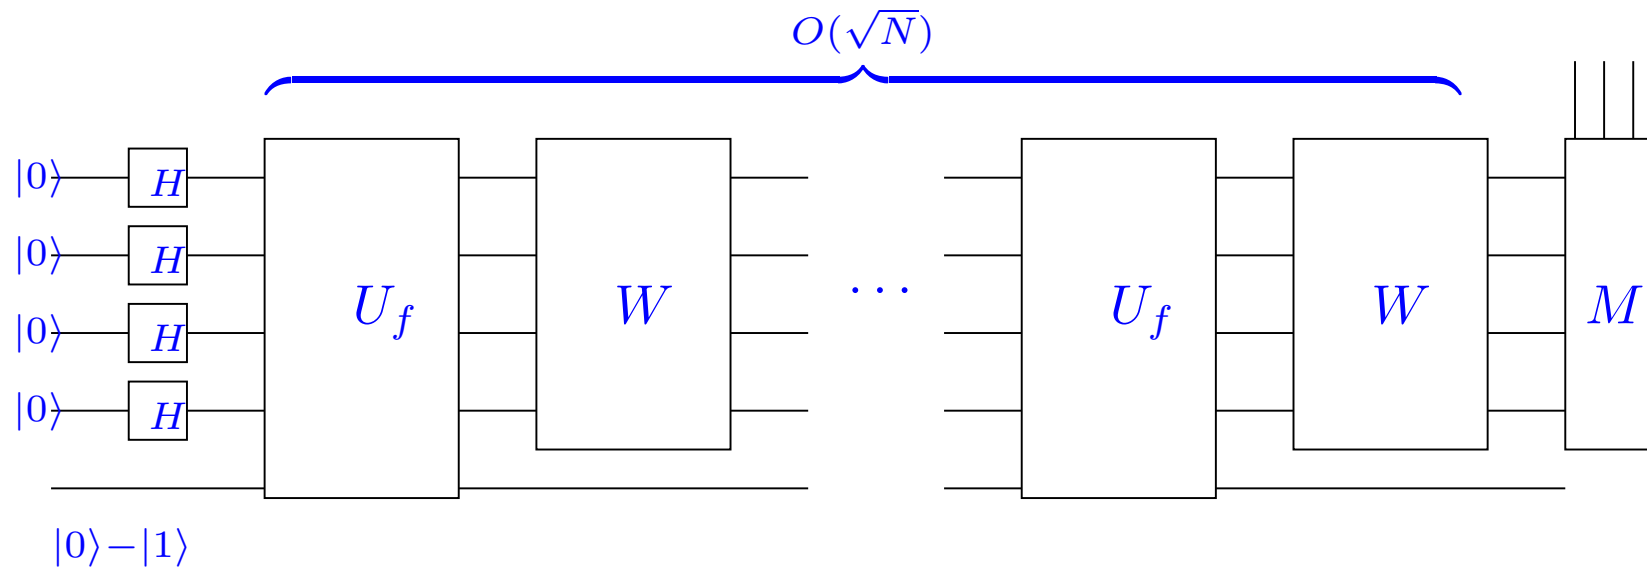 O(√N)
|0⟩ H
|0⟩ H
U_f W ⋯ U_f W M
|0⟩ H
|0⟩ H
|0⟩−|1⟩